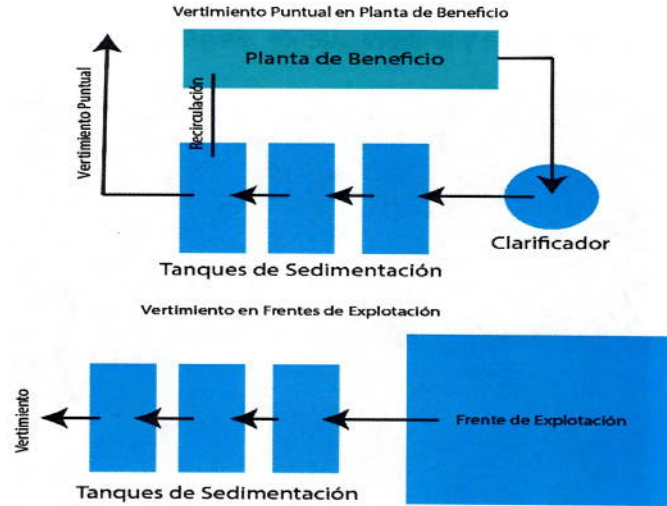 Vertimiento Puntual en Planta de Beneficio
Planta de Beneficio
Vertimiento Puntual
Recirculación
Clarificador
Tanques de Sedimentación
Vertimiento en Frentes de Explotación
Vertimiento
Frente de Explotación
Tanques de Sedimentación